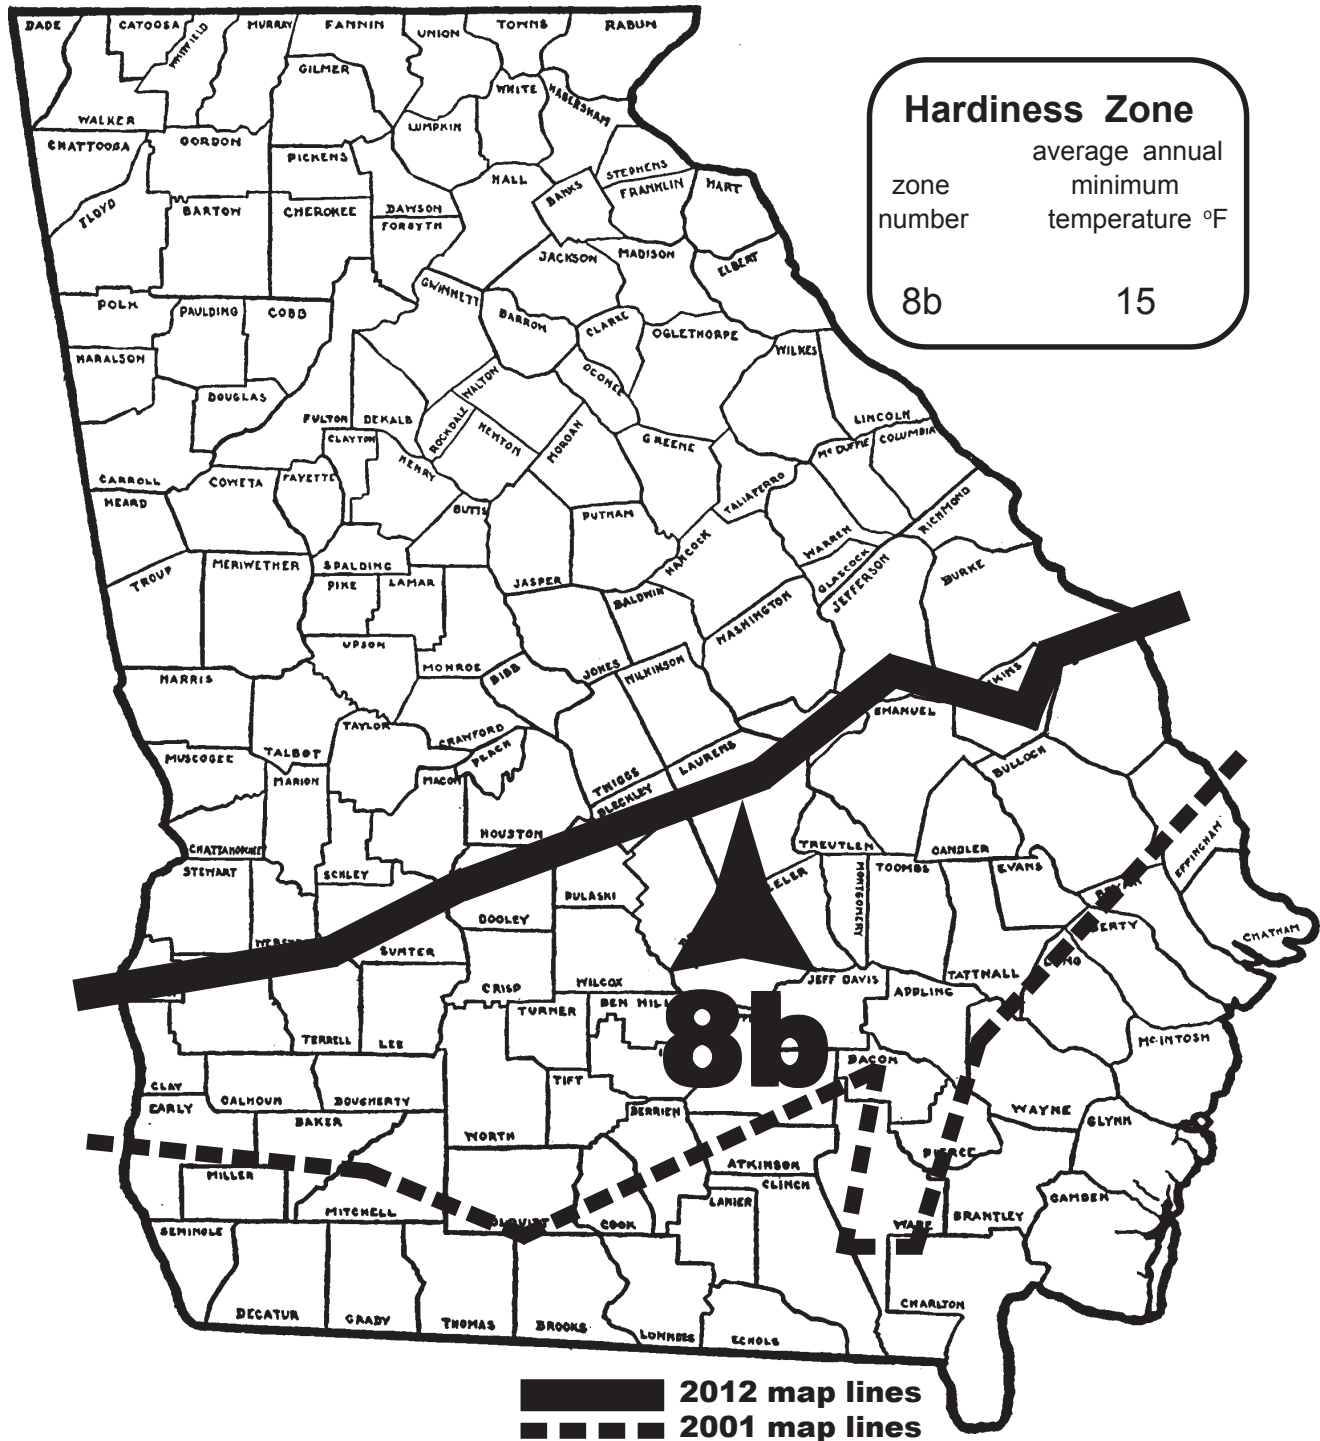 DADE
CATOOSA
WHITFIELD
MURRAY
FANNIN
UNION
TOWNS
RABUN
GILMER
WHITE
HABERSHAM
WALKER
LUMPKIN
CHATTOOGA
GORDON
PICKENS
STEPHENS
HALL
BANKS
FRANKLIN
HART
FLOYD
BARTOW
CHEROKEE
DAWSON
FORSYTH
JACKSON
MADISON
ELBERT
Hardiness Zone
average annual
zone
minimum
number
temperature °F
8b
15
POLK
PAULDING
COBB
GWINNETT
BARROW
CLARKE
OGLETHORPE
WILKES
HARALSON
DOUGLAS
WALTON
OCONEE
LINCOLN
FULTON
DEKALB
CLAYTON
ROCKDALE
NEWTON
MORGAN
GREENE
MCDUFFIE
COLUMBIA
CARROLL
COWETA
FAYETTE
HENRY
TALIAFERRO
HEARD
BUTTS
PUTNAM
HANCOCK
WARREN
RICHMOND
TROUP
MERIWETHER
SPALDING
PIKE
LAMAR
JASPER
BALDWIN
GLASCOCK
JEFFERSON
BURKE
WASHINGTON
UPSON
MONROE
BIBB
JONES
WILKINSON
HARRIS
KINS
EMANUEL
TALBOT
TAYLOR
CRAWFORD
PEACH
MUSCOGEE
MARION
MACON
TWIGGS
BLECKLEY
LAURENS
BULLOCH
HOUSTON
CHATTAHOOCHEE
STEWART
SCHLEY
TREUTLEN
CANDLER
EFFINGHAM
PULASKI
ELER
MONTGOMERY
TOOMBS
EVANS
DOOLEY
SUMTER
BERTY
CHATHAM
CRISP
WILCOX
JEFF DAVIS
TATTNALL
LONG
TURNER
BEN HILL
APPLING
TERRELL
LEE
8b
MCINTOSH
CLAY
CALHOUN
DOUGHERTY
TIFT
BACON
EARLY
BAKER
WORTH
BERRIEN
WAYNE
GLYNN
MILLER
ATKINSON
PIERCE
CLINCH
MITCHELL
LANIER
CAMDEN
SEMINOLE
COOK
WARE
BRANTLEY
DECATUR
GRADY
THOMAS
BROOKS
LOWNDES
ECHOLS
CHARLTON
2012 map lines
2001 map lines